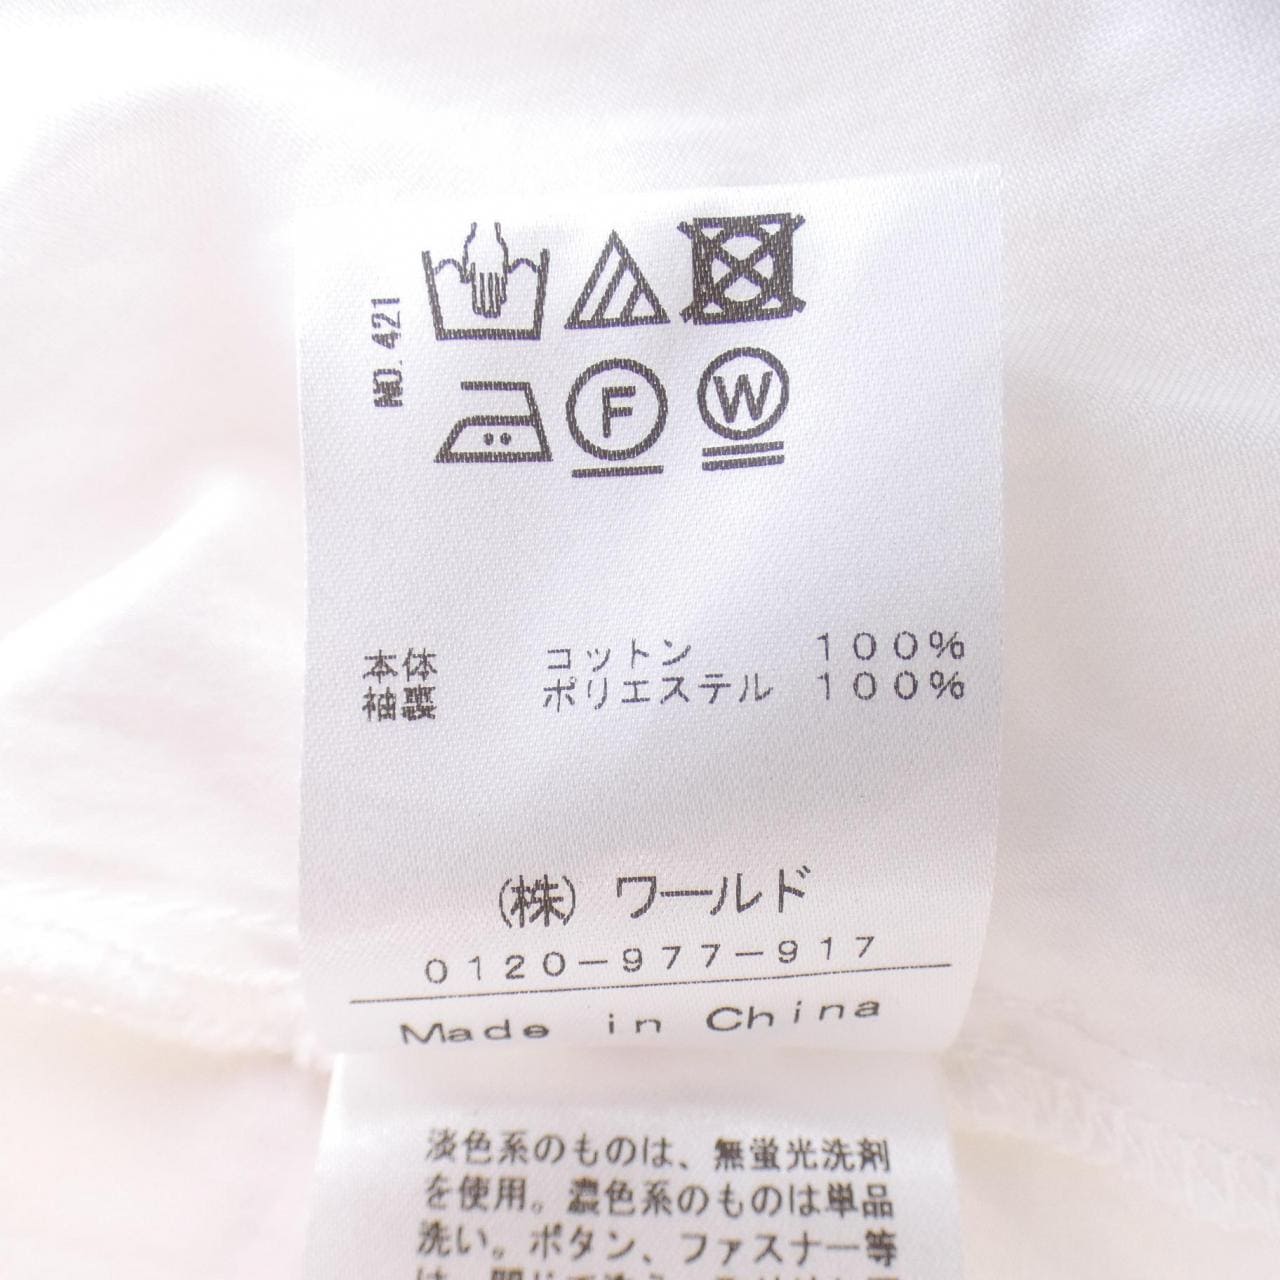 NO.421
F W
本体 コットン 100%
袖裏 ポリエステル 100%
(株)ワールド
0120-977-917
Made in China
淡色系のものは、無蛍光洗剤
を使用。濃色系のものは単品
洗い。ボタン、ファスナー等